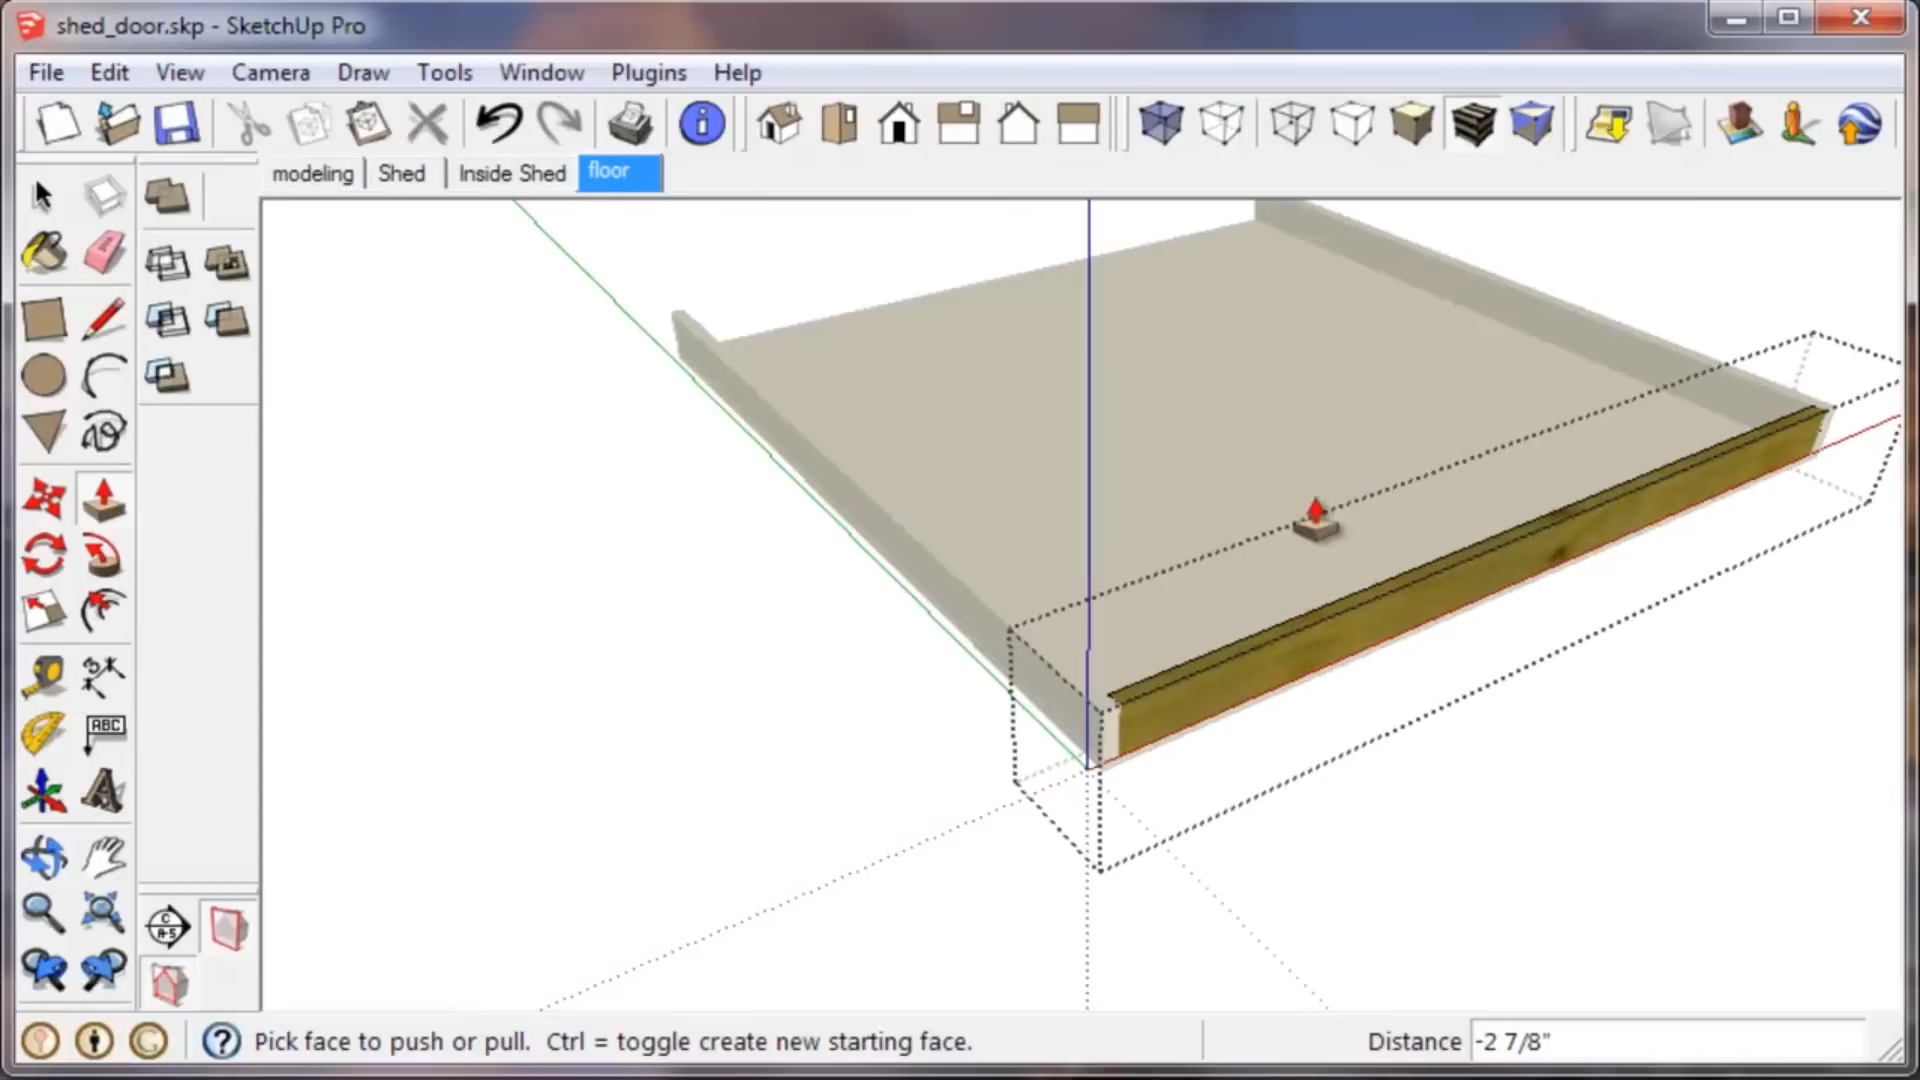 shed_door.skp - SketchUp Pro
File Edit View Camera Draw Tools Window Plugins Help
modeling Shed Inside Shed floor
ABC
A
C
A-5
Pick face to push or pull. Ctrl = toggle create new starting face.
Distance -2 7/8"